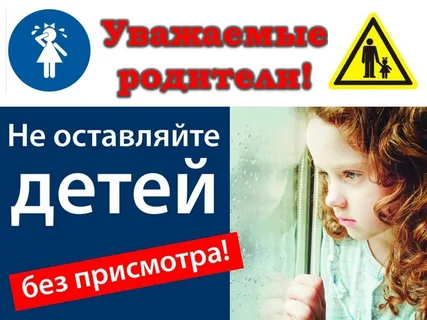 Уважаемые
родители!
Не оставляйте
детей
без присмотра!